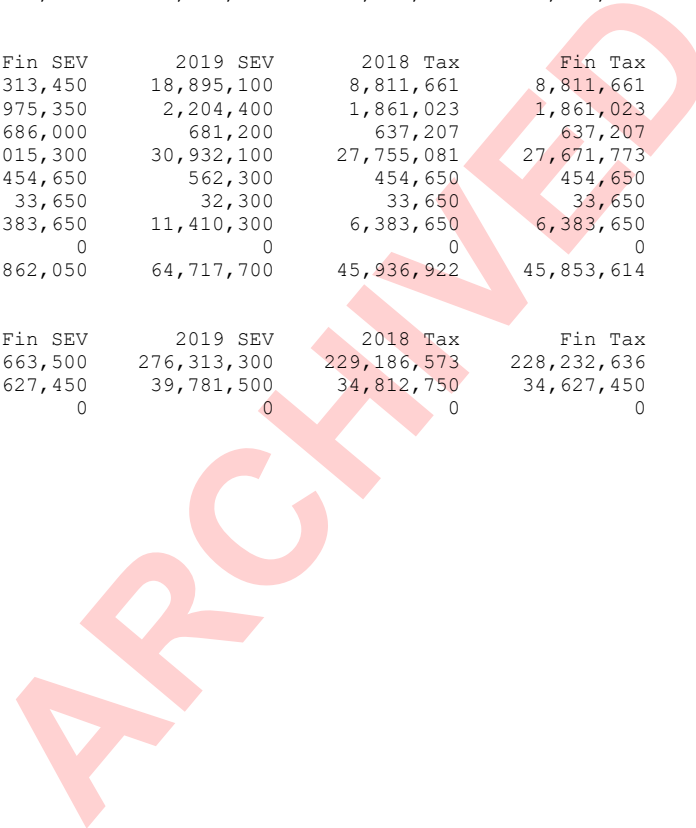 Fin SEV 2019 SEV 2018 Tax Fin Tax
313,450 18,895,100 8,811,661 8,811,661
975,350 2,204,400 1,861,023 1,861,023
686,000 681,200 637,207 637,207
015,300 30,932,100 27,755,081 27,671,773
454,650 562,300 454,650 454,650
33,650 32,300 33,650 33,650
383,650 11,410,300 6,383,650 6,383,650
0 0 0 0
862,050 64,717,700 45,936,922 45,853,614
Fin SEV 2019 SEV 2018 Tax Fin Tax
663,500 276,313,300 229,186,573 228,232,636
627,450 39,781,500 34,812,750 34,627,450
0 0 0 0
ARCHIVED